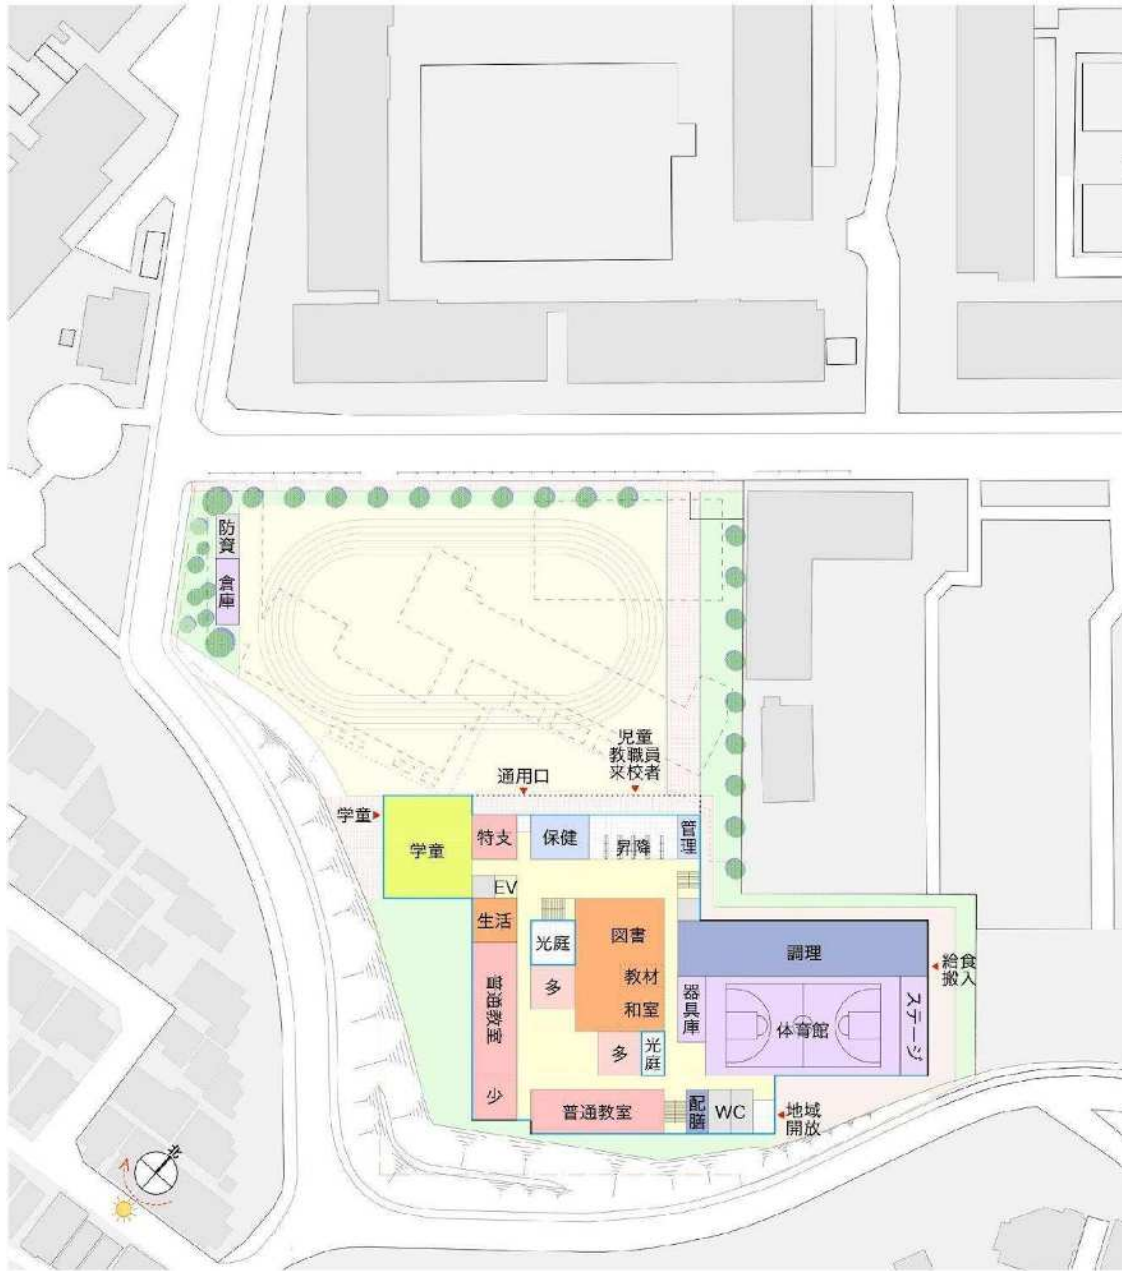 防資
倉庫
児童
教職員
来校者
通用口
学童
学童
特支
保健
昇降
管理
EV
生活
光庭
図書
調理
給食
搬入
多
教材
和室
普通教室
器具庫
体育館
ステージ
多
光庭
少
普通教室
配膳
WC
地域
開放
北